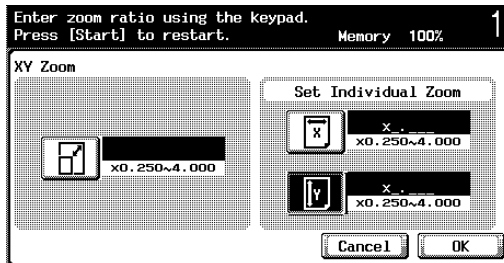 Enter zoom ratio using the keypad.
Press [Start] to restart.
Memory 100%
1
XY Zoom
Set Individual Zoom
X
x_.___
x0.250~4.000
x0.250~4.000
Y
x_.___
x0.250~4.000
Cancel
OK